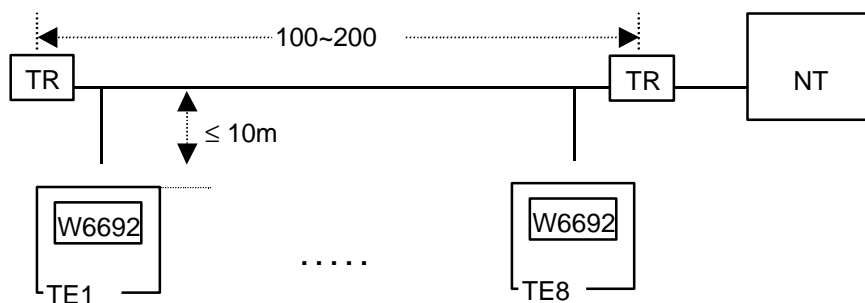 100~200
TR
TR
NT
≤ 10m
W6692
W6692
.....
TE1
TE8